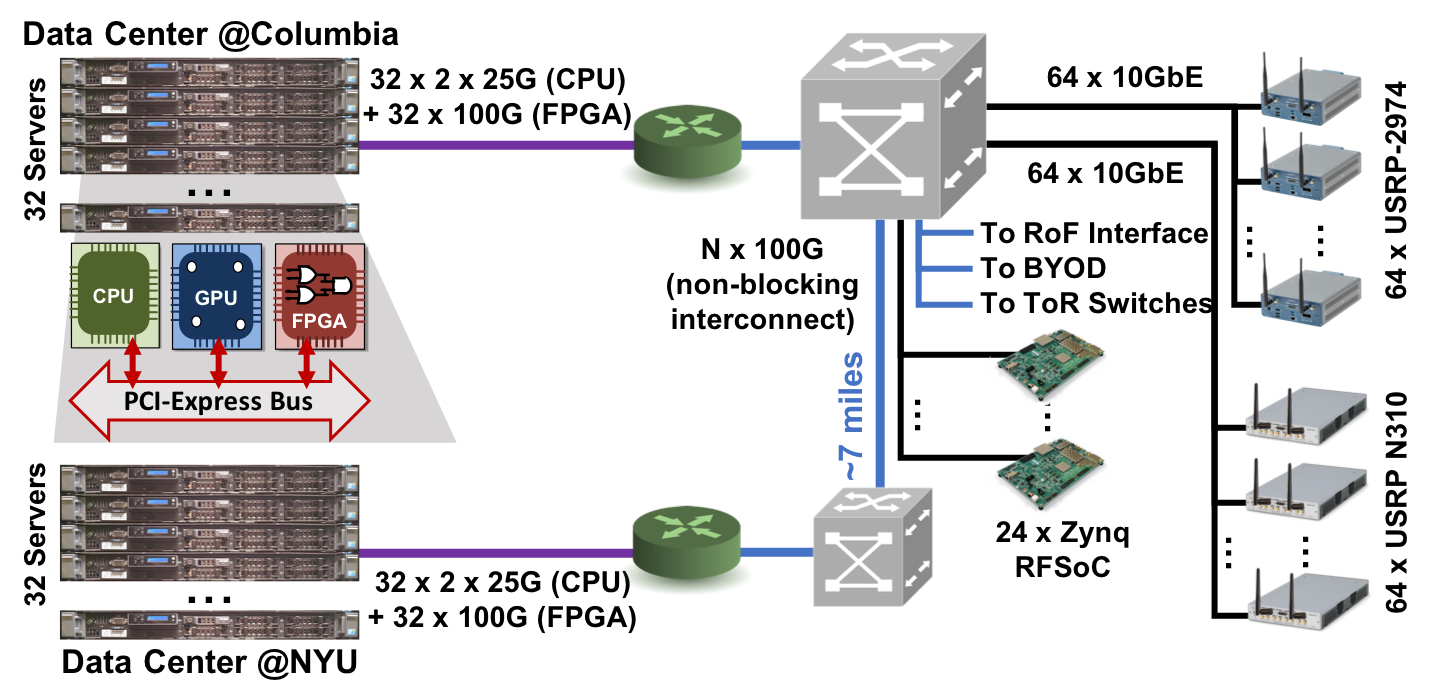 Data Center @Columbia
32 Servers
32 x 2 x 25G (CPU)
+ 32 x 100G (FPGA)
...
CPU
GPU
FPGA
PCI-Express Bus
64 x 10GbE
64 x 10GbE
64 x USRP-2974
To RoF Interface
To BYOD
To ToR Switches
N x 100G
(non-blocking
interconnect)
~7 miles
24 x Zynq
RFSoC
64 x USRP N310
32 Servers
32 x 2 x 25G (CPU)
+ 32 x 100G (FPGA)
...
Data Center @NYU